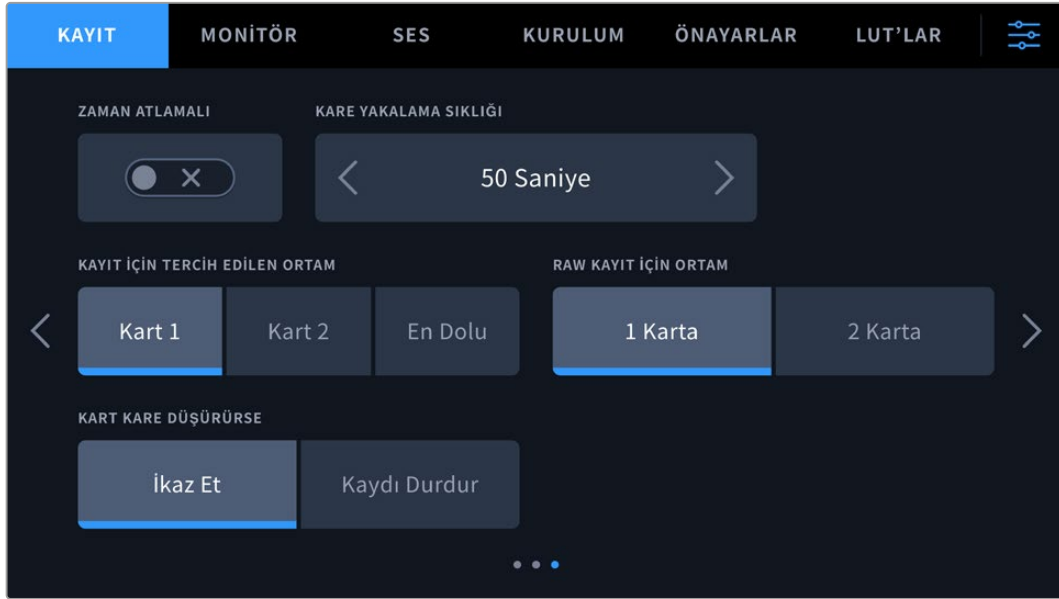 KAYIT MONİTÖR SES KURULUM ÖNAYARLAR LUT’LAR
ZAMAN ATLAMALI KARE YAKALAMA SIKLIĞI
50 Saniye
KAYIT İÇİN TERCİH EDİLEN ORTAM RAW KAYIT İÇİN ORTAM
Kart 1 Kart 2 En Dolu 1 Karta 2 Karta
KART KARE DÜŞÜRÜRSE
İkaz Et Kaydı Durdur